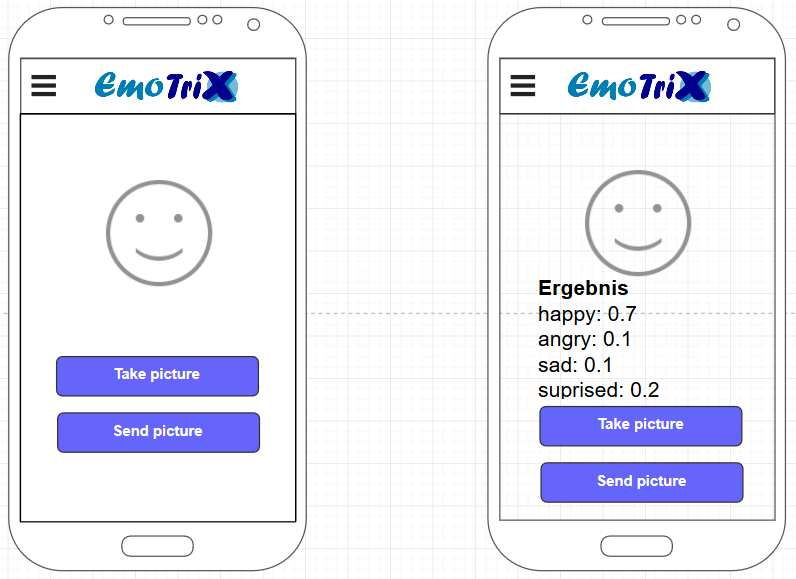 EmoTriX
Take picture
Send picture
EmoTriX
Ergebnis
happy: 0.7
angry: 0.1
sad: 0.1
suprised: 0.2
Take picture
Send picture